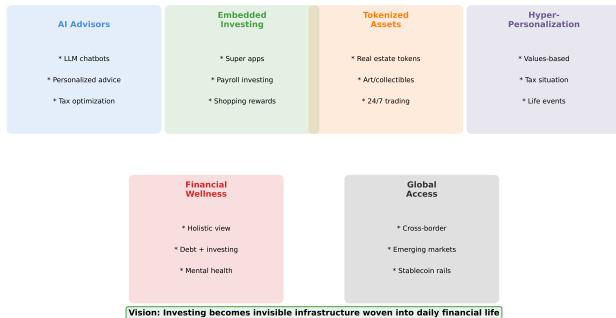 AI Advisors
* LLM chatbots
* Personalized advice
* Tax optimization
Embedded
Investing
* Super apps
* Payroll investing
* Shopping rewards
Tokenized
Assets
* Real estate tokens
* Art/collectibles
* 24/7 trading
Hyper-
Personalization
* Values-based
* Tax situation
* Life events
Financial
Wellness
* Holistic view
* Debt + investing
* Mental health
Global
Access
* Cross-border
* Emerging markets
* Stablecoin rails
Vision: Investing becomes invisible infrastructure woven into daily financial life